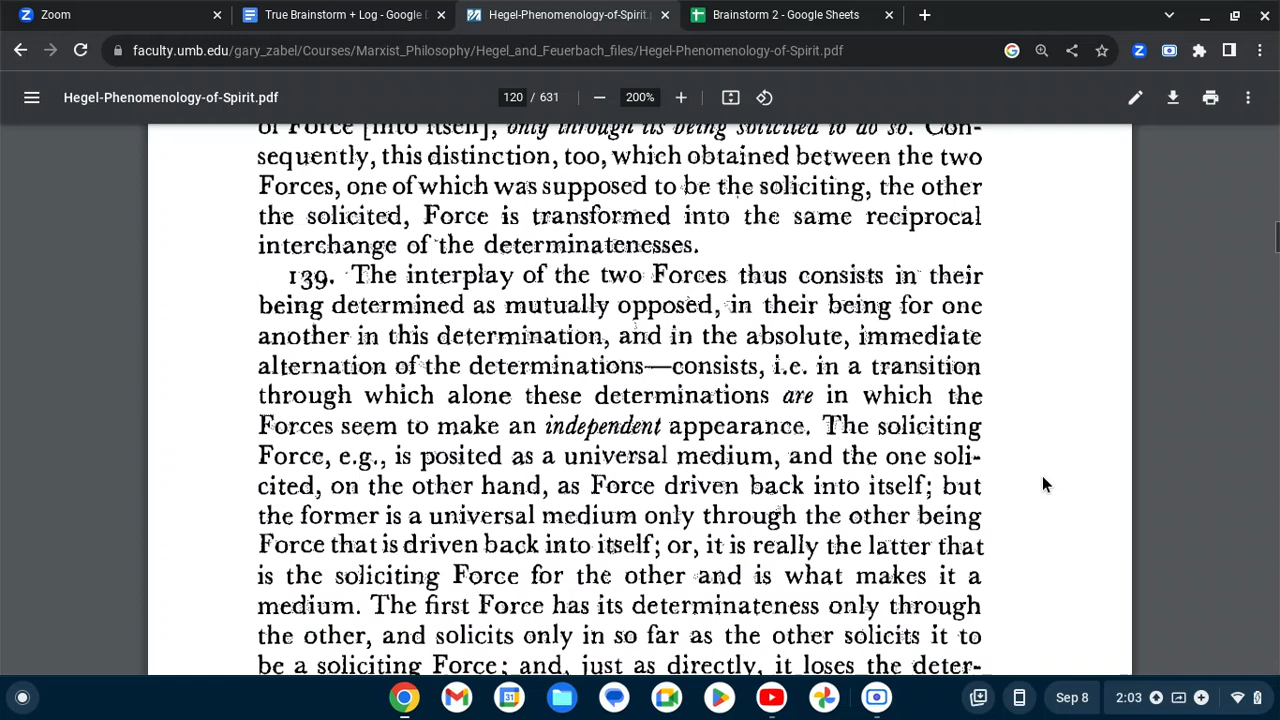 Zoom
True Brainstorm + Log - Google D
Hegel-Phenomenology-of-Spirit.p
Brainstorm 2 - Google Sheets
faculty.umb.edu/gary_zabel/Courses/Marxist_Philosophy/Hegel_and_Feuerbach_files/Hegel-Phenomenology-of-Spirit.pdf
Hegel-Phenomenology-of-Spirit.pdf
120 / 631
200%
of Force [into itself], only through its being solicited to do so. Con-
sequently, this distinction, too, which obtained between the two
Forces, one of which was supposed to be the soliciting, the other
the solicited, Force is transformed into the same reciprocal
interchange of the determinatenesses.
139. The interplay of the two Forces thus consists in their
being determined as mutually opposed, in their being for one
another in this determination, and in the absolute, immediate
alternation of the determinations—consists, i.e. in a transition
through which alone these determinations are in which the
Forces seem to make an independent appearance. The soliciting
Force, e.g., is posited as a universal medium, and the one soli-
cited, on the other hand, as Force driven back into itself; but
the former is a universal medium only through the other being
Force that is driven back into itself; or, it is really the latter that
is the soliciting Force for the other and is what makes it a
medium. The first Force has its determinateness only through
the other, and solicits only in so far as the other solicits it to
be a soliciting Force; and, just as directly, it loses the deter-
31
Sep 8
2:03